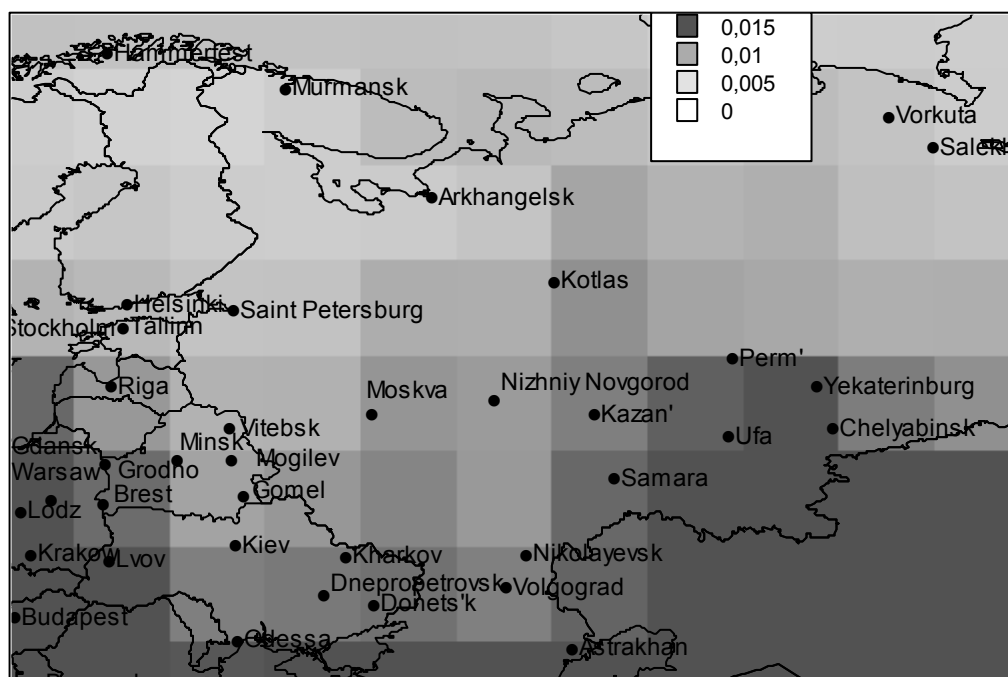 0,015
Hammerfest
0,01
0,005
Murmansk
0
Vorkuta
Salekh
Arkhangelsk
Kotlas
Helsinki
Saint Petersburg
Stockholm
Tallinn
Perm'
Riga
Moskva
Nizhniy Novgorod
Yekaterinburg
Kazan'
Vitebsk
Chelyabinsk
Gdansk
Minsk
Ufa
Warsaw
Grodno
Mogilev
Samara
Brest
Gomel
Lodz
Kiev
Krakow
Lvov
Kharkov
Nikolayevsk
Dnepropetrovsk
Volgograd
Donets'k
Budapest
Odessa
Astrakhan